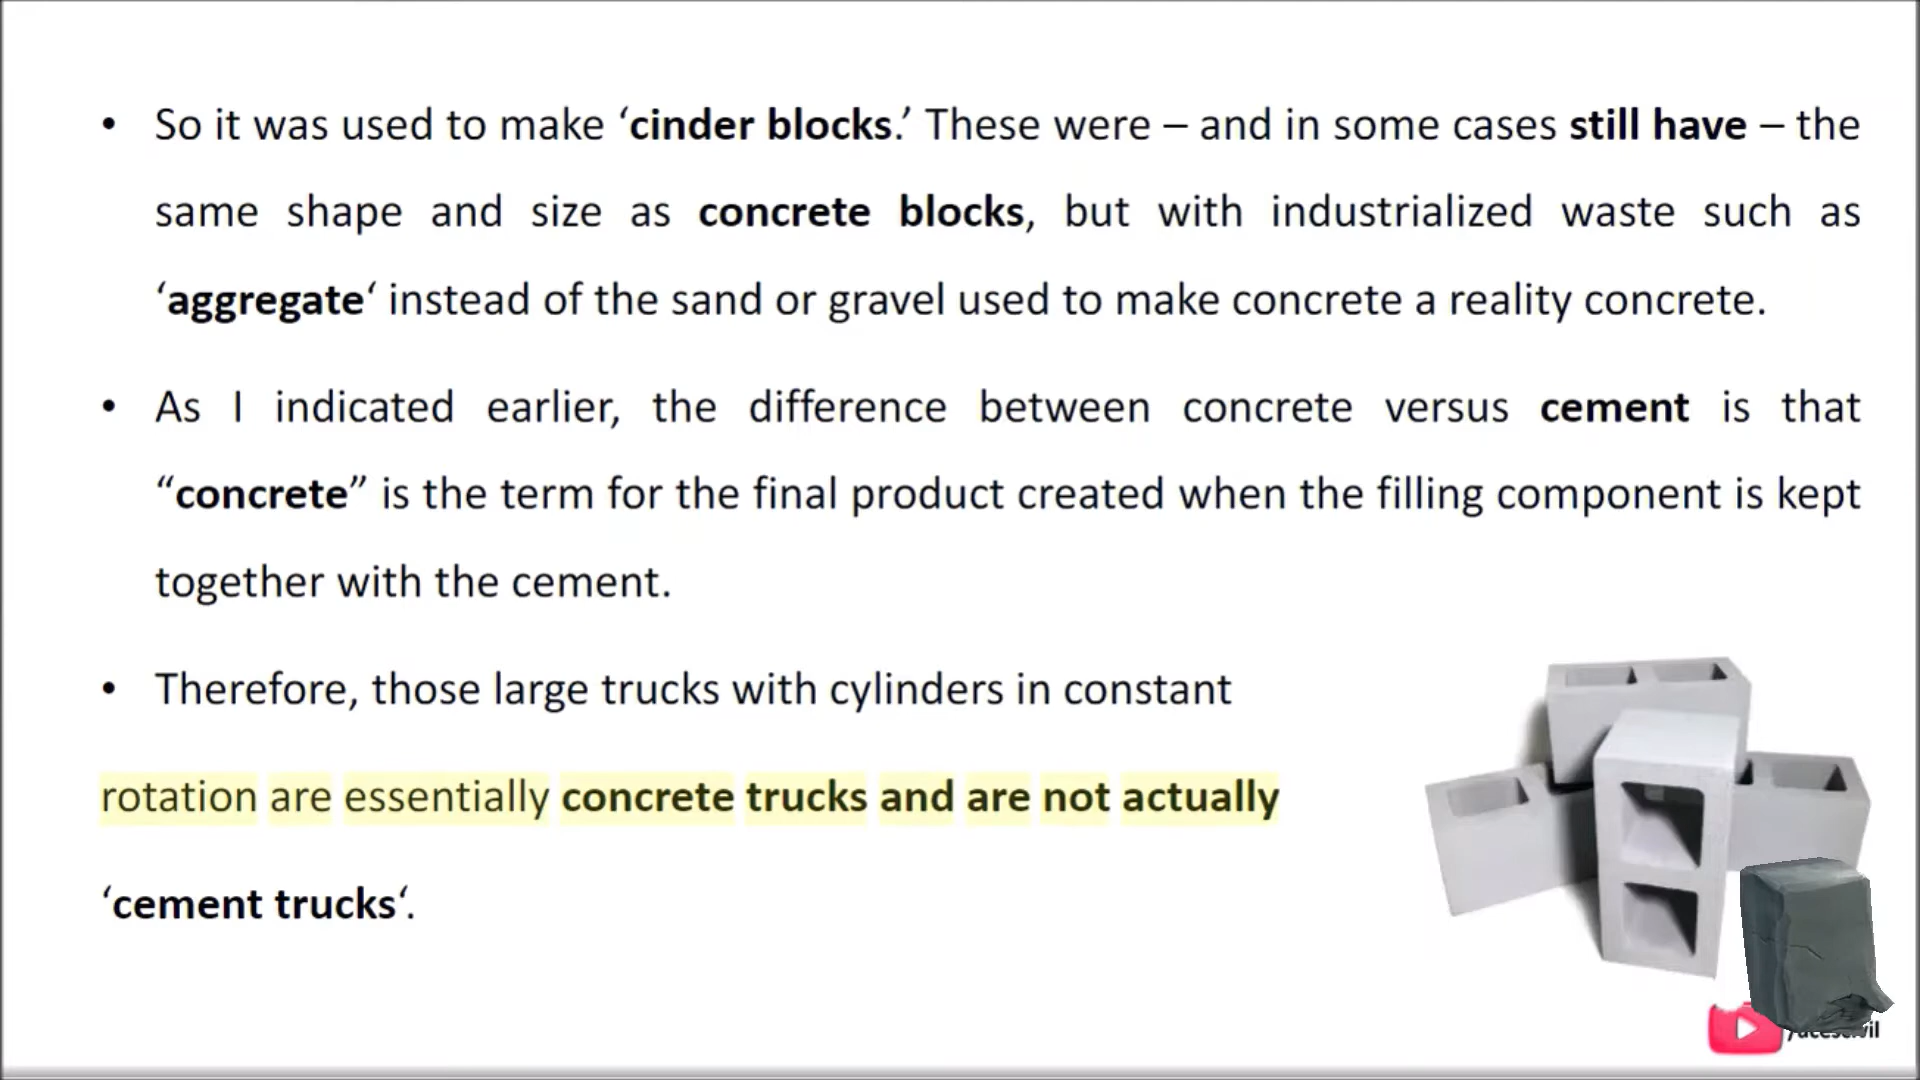 • So it was used to make ‘cinder blocks.’ These were – and in some cases still have – the
same shape and size as concrete blocks, but with industrialized waste such as
‘aggregate‘ instead of the sand or gravel used to make concrete a reality concrete.
• As I indicated earlier, the difference between concrete versus cement is that
“concrete” is the term for the final product created when the filling component is kept
together with the cement.
• Therefore, those large trucks with cylinders in constant
rotation are essentially concrete trucks and are not actually
‘cement trucks‘.